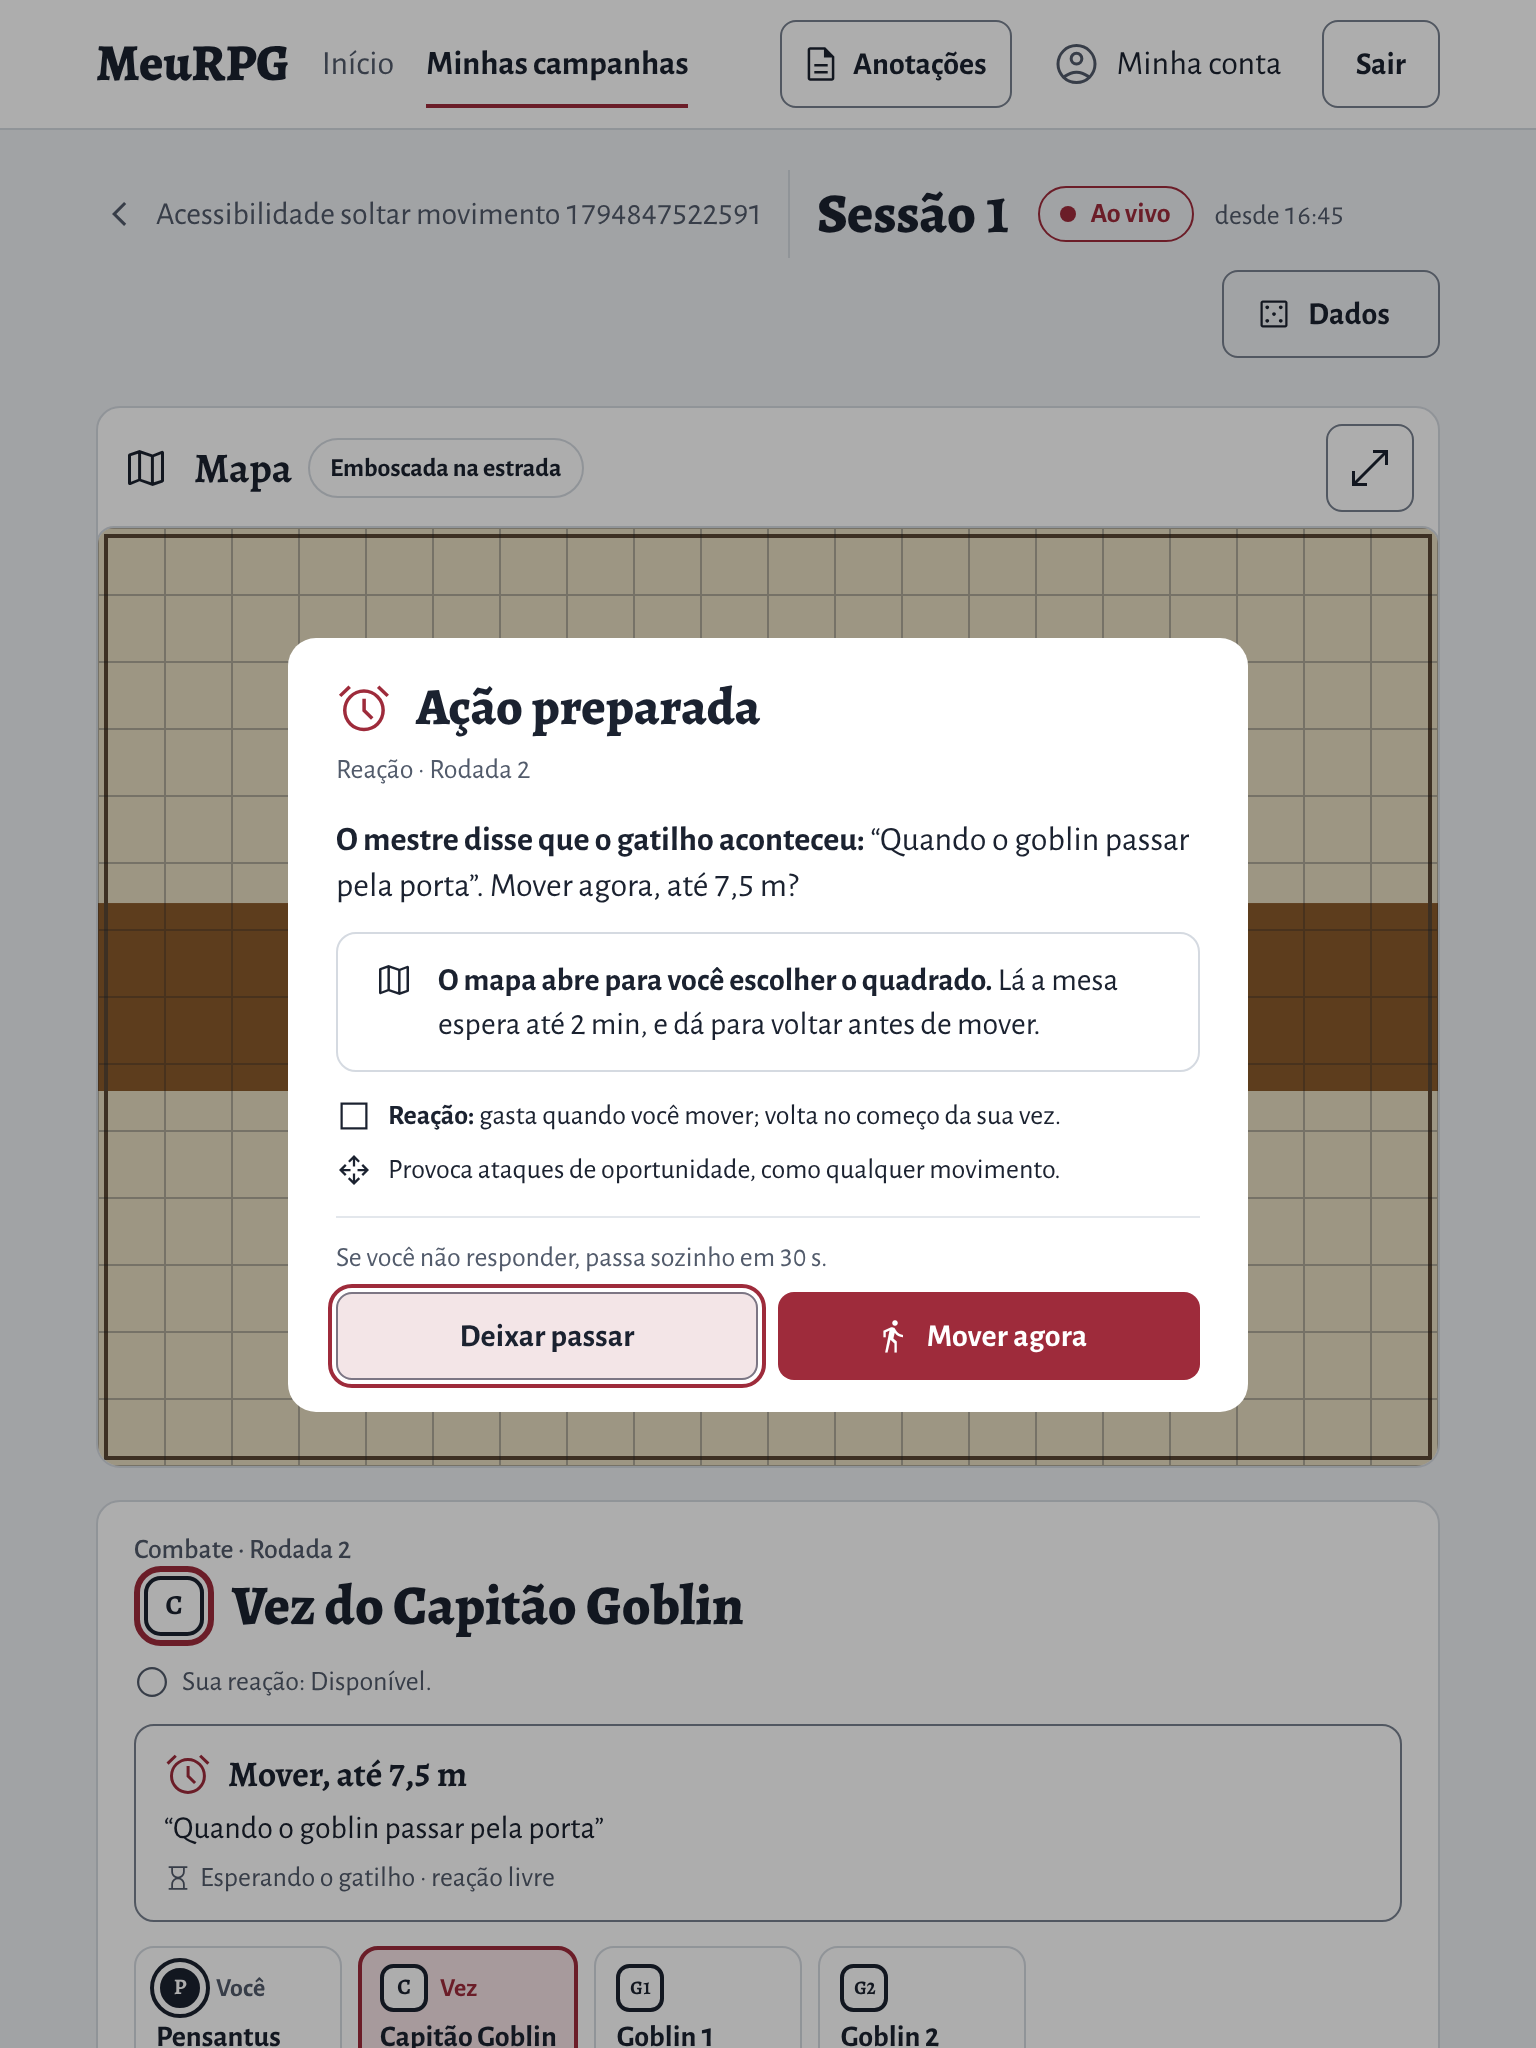 MeuRPG
Início
Minhas campanhas
Anotações
Minha conta
Sair
Acessibilidade soltar movimento 1794847522591
Sessão 1
Ao vivo
desde 16:45
Dados
Mapa
Emboscada na estrada
Ação preparada
Reação · Rodada 2
O mestre disse que o gatilho aconteceu: “Quando o goblin passar
pela porta”. Mover agora, até 7,5 m?
O mapa abre para você escolher o quadrado. Lá a mesa
espera até 2 min, e dá para voltar antes de mover.
Reação: gasta quando você mover; volta no começo da sua vez.
Provoca ataques de oportunidade, como qualquer movimento.
Se você não responder, passa sozinho em 30 s.
Deixar passar
Mover agora
Combate · Rodada 2
C
Vez do Capitão Goblin
Sua reação: Disponível.
Mover, até 7,5 m
“Quando o goblin passar pela porta”
Esperando o gatilho · reação livre
P
Você
Pensantus
C
Vez
Capitão Goblin
G1
Goblin 1
G2
Goblin 2